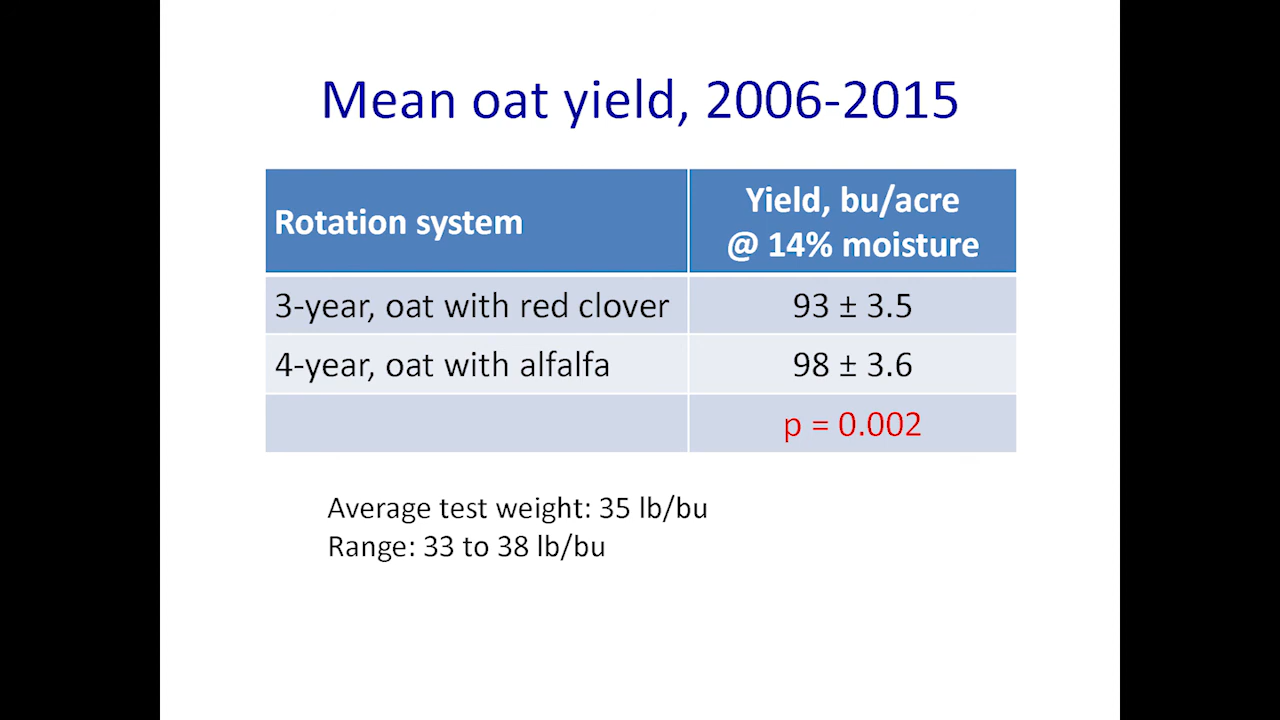 Mean oat yield, 2006-2015
Rotation system
Yield, bu/acre
@ 14% moisture
3-year, oat with red clover
93 ± 3.5
4-year, oat with alfalfa
98 ± 3.6
p = 0.002
Average test weight: 35 lb/bu
Range: 33 to 38 lb/bu